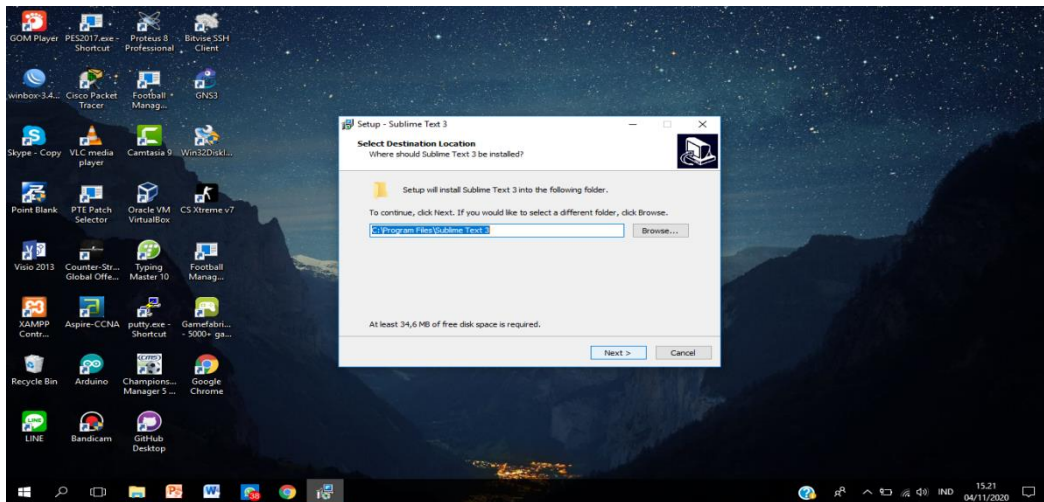 GOM Player
PES2017.exe - Shortcut
Proteus 8 Professional
Bitvise SSH Client
winbox-3.4...
Cisco Packet Tracer
Football Manag...
GNS3
Skype - Copy
VLC media player
Camtasia 9
Win32DiskI...
Point Blank
PTE Patch Selector
Oracle VM VirtualBox
CS Xtreme v7
Visio 2013
Counter-Str... Global Offe...
Typing Master 10
Football Manag...
XAMPP Contr...
Aspire-CCNA
putty.exe - Shortcut
Gamefabri... - 5000+ ga...
Recycle Bin
Arduino
Champions... Manager 5 ...
Google Chrome
LINE
Bandicam
GitHub Desktop
Setup - Sublime Text 3
Select Destination Location
Where should Sublime Text 3 be installed?
Setup will install Sublime Text 3 into the following folder.
To continue, click Next. If you would like to select a different folder, click Browse.
C:\Program Files\Sublime Text 3
Browse...
At least 34,6 MB of free disk space is required.
Next >
Cancel
IND
15.21
04/11/2020